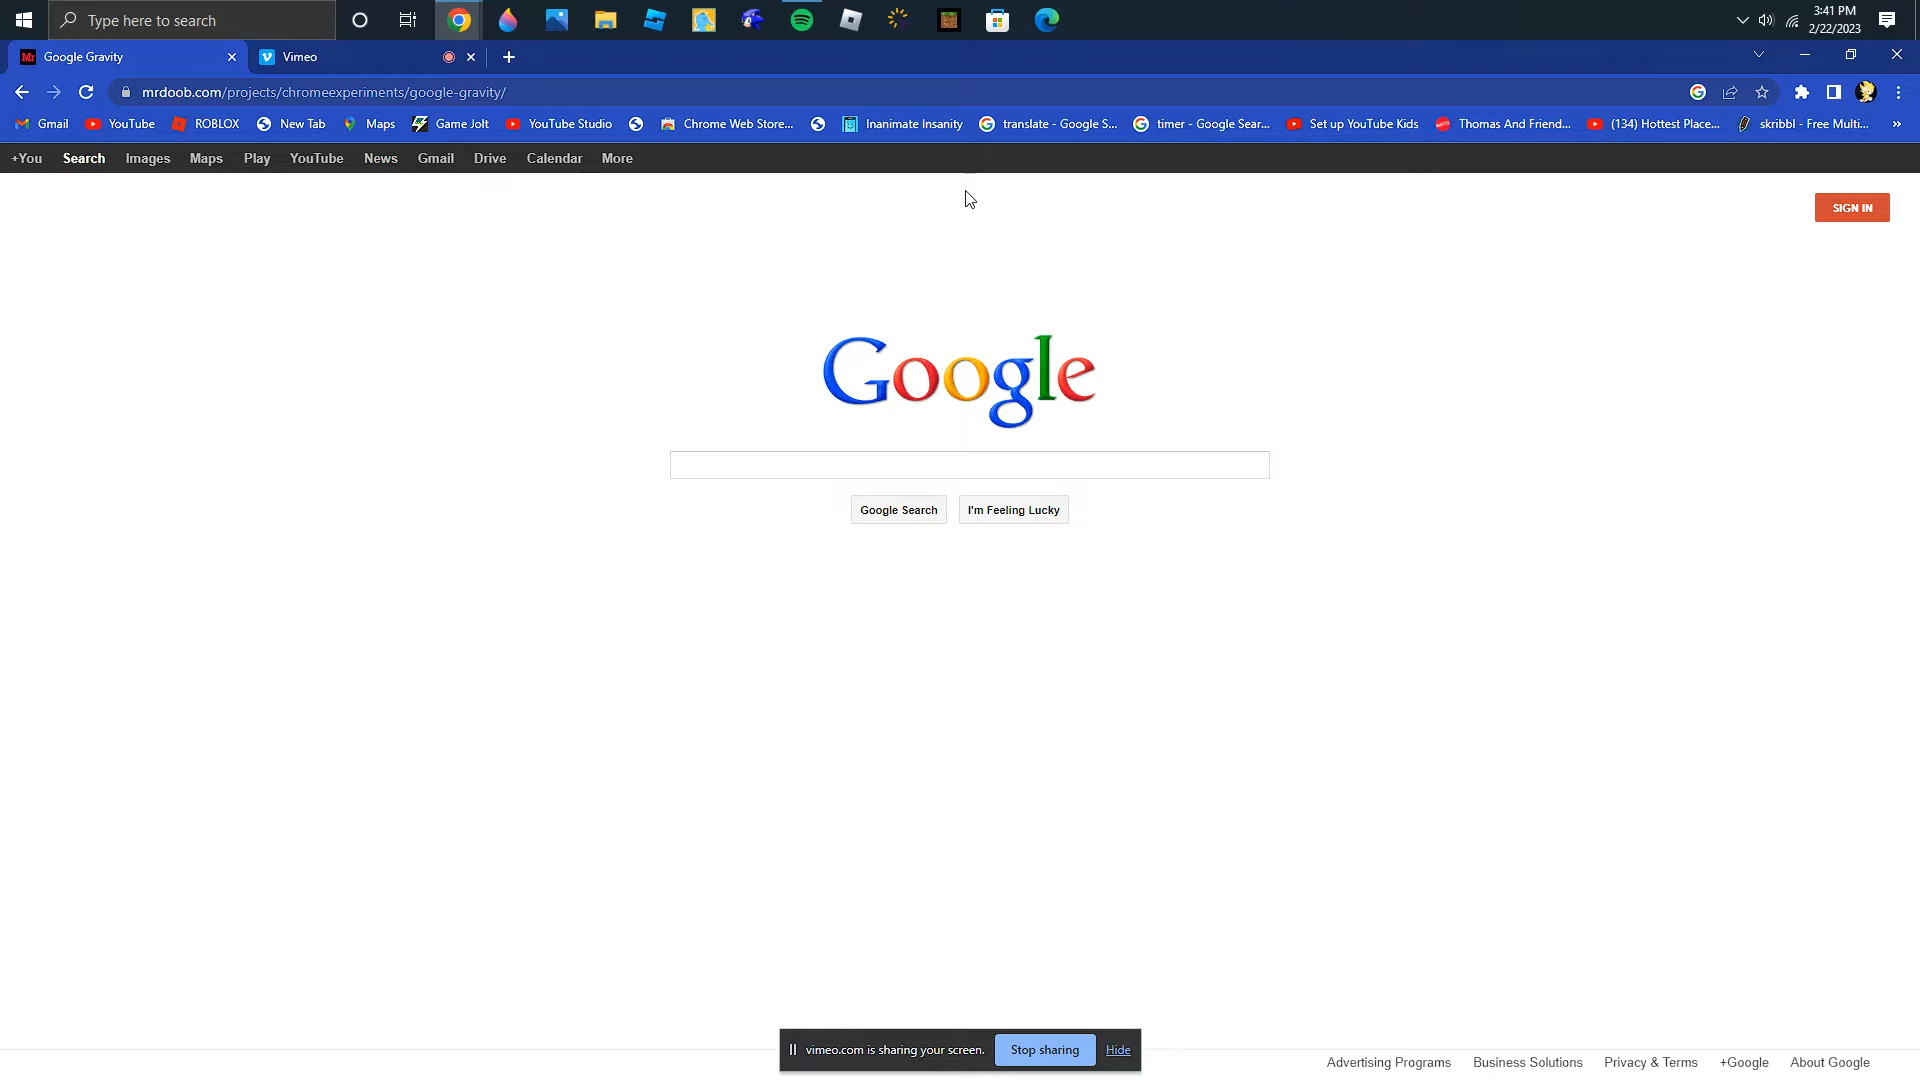 Type here to search
3:41 PM
2/22/2023
Mr Google Gravity
Vimeo
mrdoob.com/projects/chromeexperiments/google-gravity/
Gmail YouTube ROBLOX New Tab Maps Game Jolt YouTube Studio Chrome Web Store... Inanimate Insanity translate - Google S... timer - Google Sear... Set up YouTube Kids Thomas And Friend... (134) Hottest Place... skribbl - Free Multi... »
+You Search Images Maps Play YouTube News Gmail Drive Calendar More
SIGN IN
Google
Google Search I'm Feeling Lucky
vimeo.com is sharing your screen. Stop sharing Hide
Advertising Programs Business Solutions Privacy & Terms +Google About Google